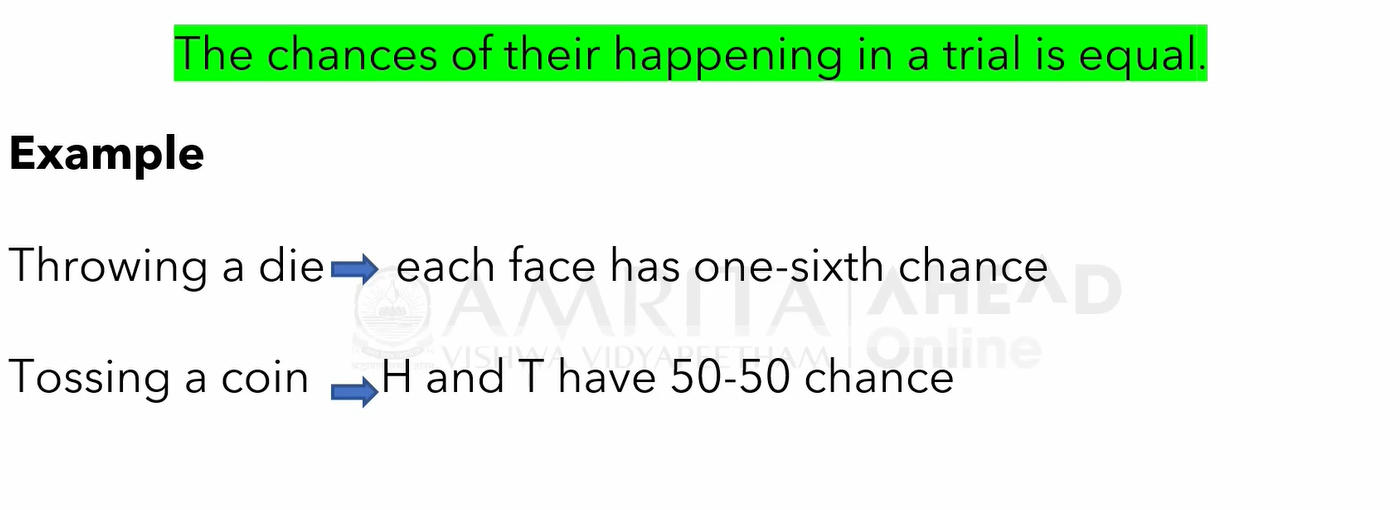 The chances of their happening in a trial is equal.
Example
Throwing a die each face has one-sixth chance
AMRITA AHEAD
VISHWA VIDYAPEETHAM Online
Tossing a coin H and T have 50-50 chance